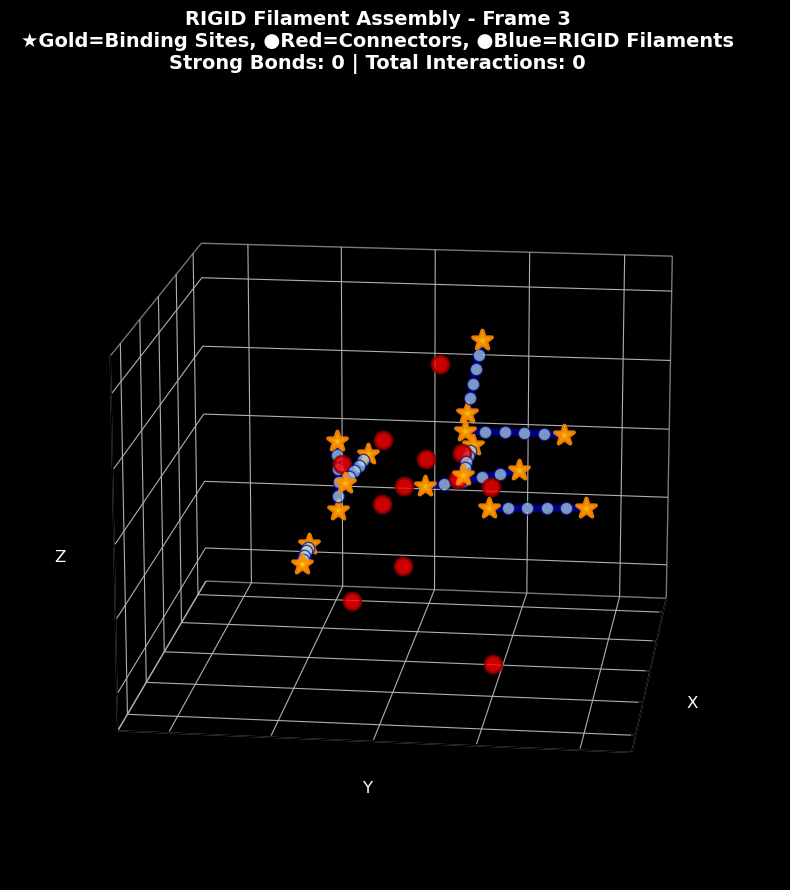 RIGID Filament Assembly - Frame 3
★Gold=Binding Sites, ●Red=Connectors, ●Blue=RIGID Filaments
Strong Bonds: 0 | Total Interactions: 0
Z
X
Y